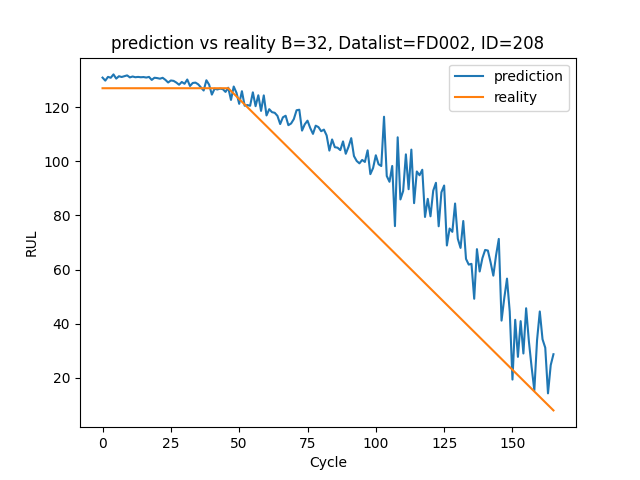 prediction vs reality B=32, Datalist=FD002, ID=208
prediction
reality
RUL
120
100
80
60
40
20
0 25 50 75 100 125 150
Cycle